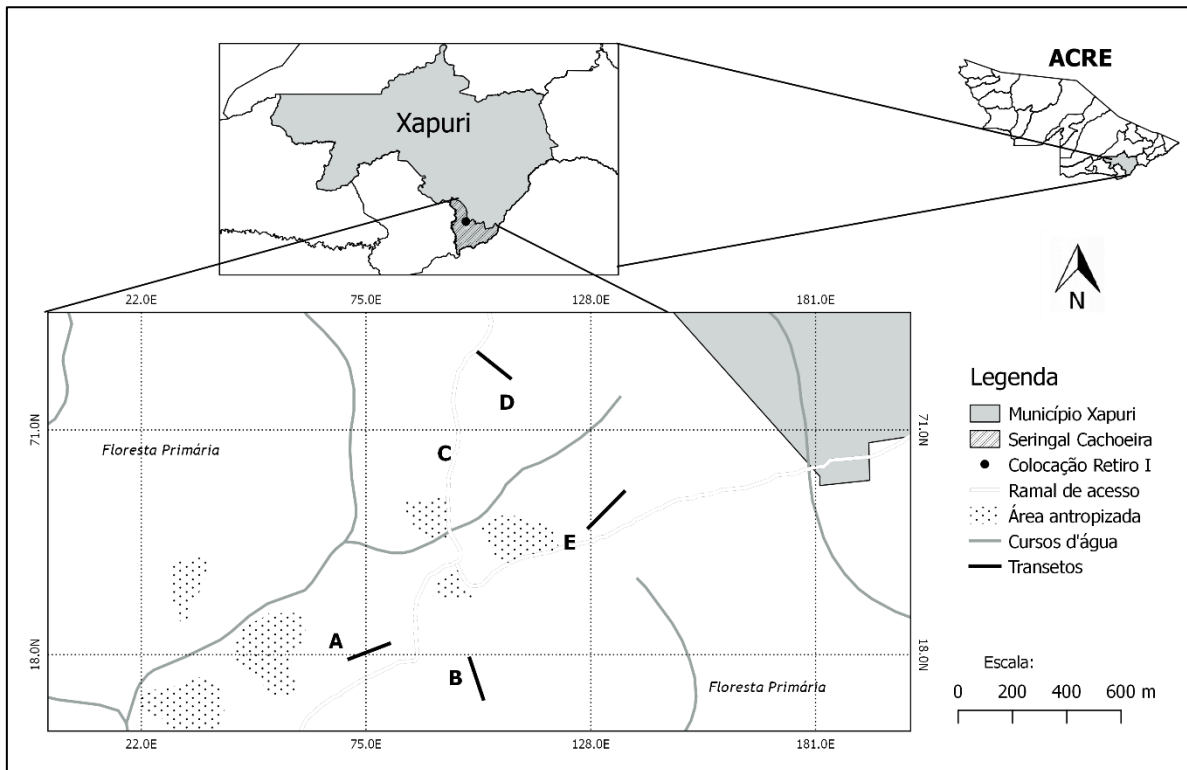 ACRE
Xapuri
N
22.0E 75.0E 128.0E 181.0E
D
71.0N 71.0N
Floresta Primária
C
E
A
18.0N 18.0N
B
Floresta Primária
22.0E 75.0E 128.0E 181.0E
Legenda
Município Xapuri
Seringal Cachoeira
Colocação Retiro I
Ramal de acesso
Área antropizada
Cursos d'água
Transetos
Escala:
0 200 400 600 m